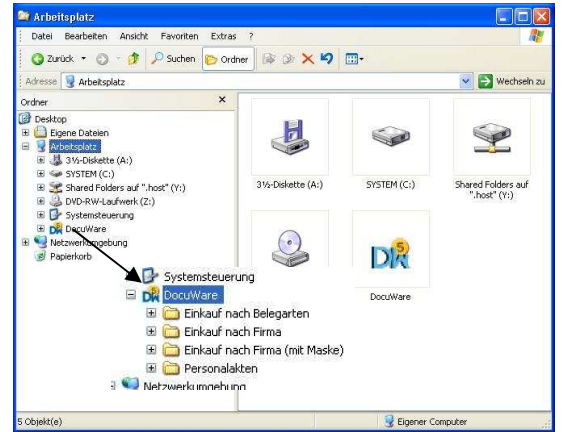 Arbeitsplatz
Datei Bearbeiten Ansicht Favoriten Extras ?
Zurück Suchen Ordner
Adresse Arbeitsplatz Wechseln zu
Ordner
Desktop
Eigene Dateien
Arbeitsplatz
3½-Diskette (A:)
SYSTEM (C:)
Shared Folders auf ".host" (Y:)
DVD-RW-Laufwerk (Z:)
Systemsteuerung
DocuWare
Netzwerkumgebung
Papierkorb
3½-Diskette (A:)
SYSTEM (C:)
Shared Folders auf
".host" (Y:)
DocuWare
Systemsteuerung
DocuWare
Einkauf nach Belegarten
Einkauf nach Firma
Einkauf nach Firma (mit Maske)
Personalakten
Netzwerkumgebung
5 Objekt(e) Eigener Computer